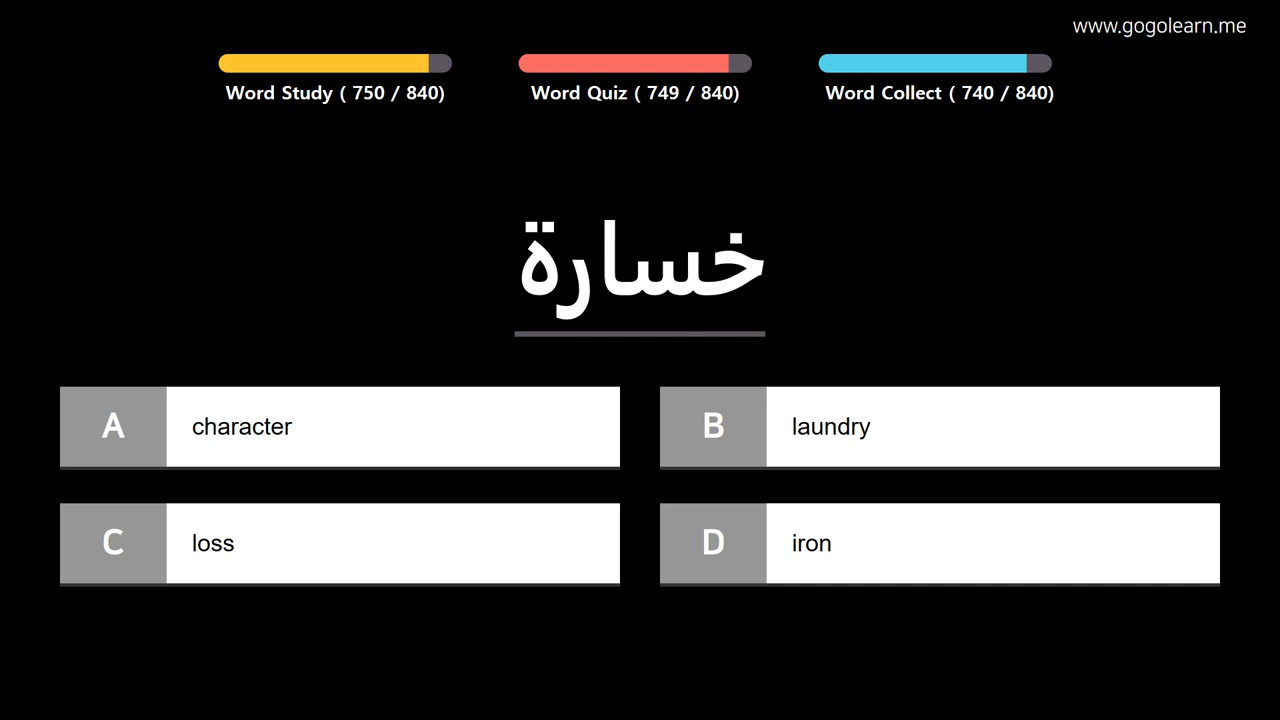 www.gogolearn.me
Word Study ( 750 / 840)
Word Quiz ( 749 / 840)
Word Collect ( 740 / 840)
خسارة
A character
B laundry
C loss
D iron